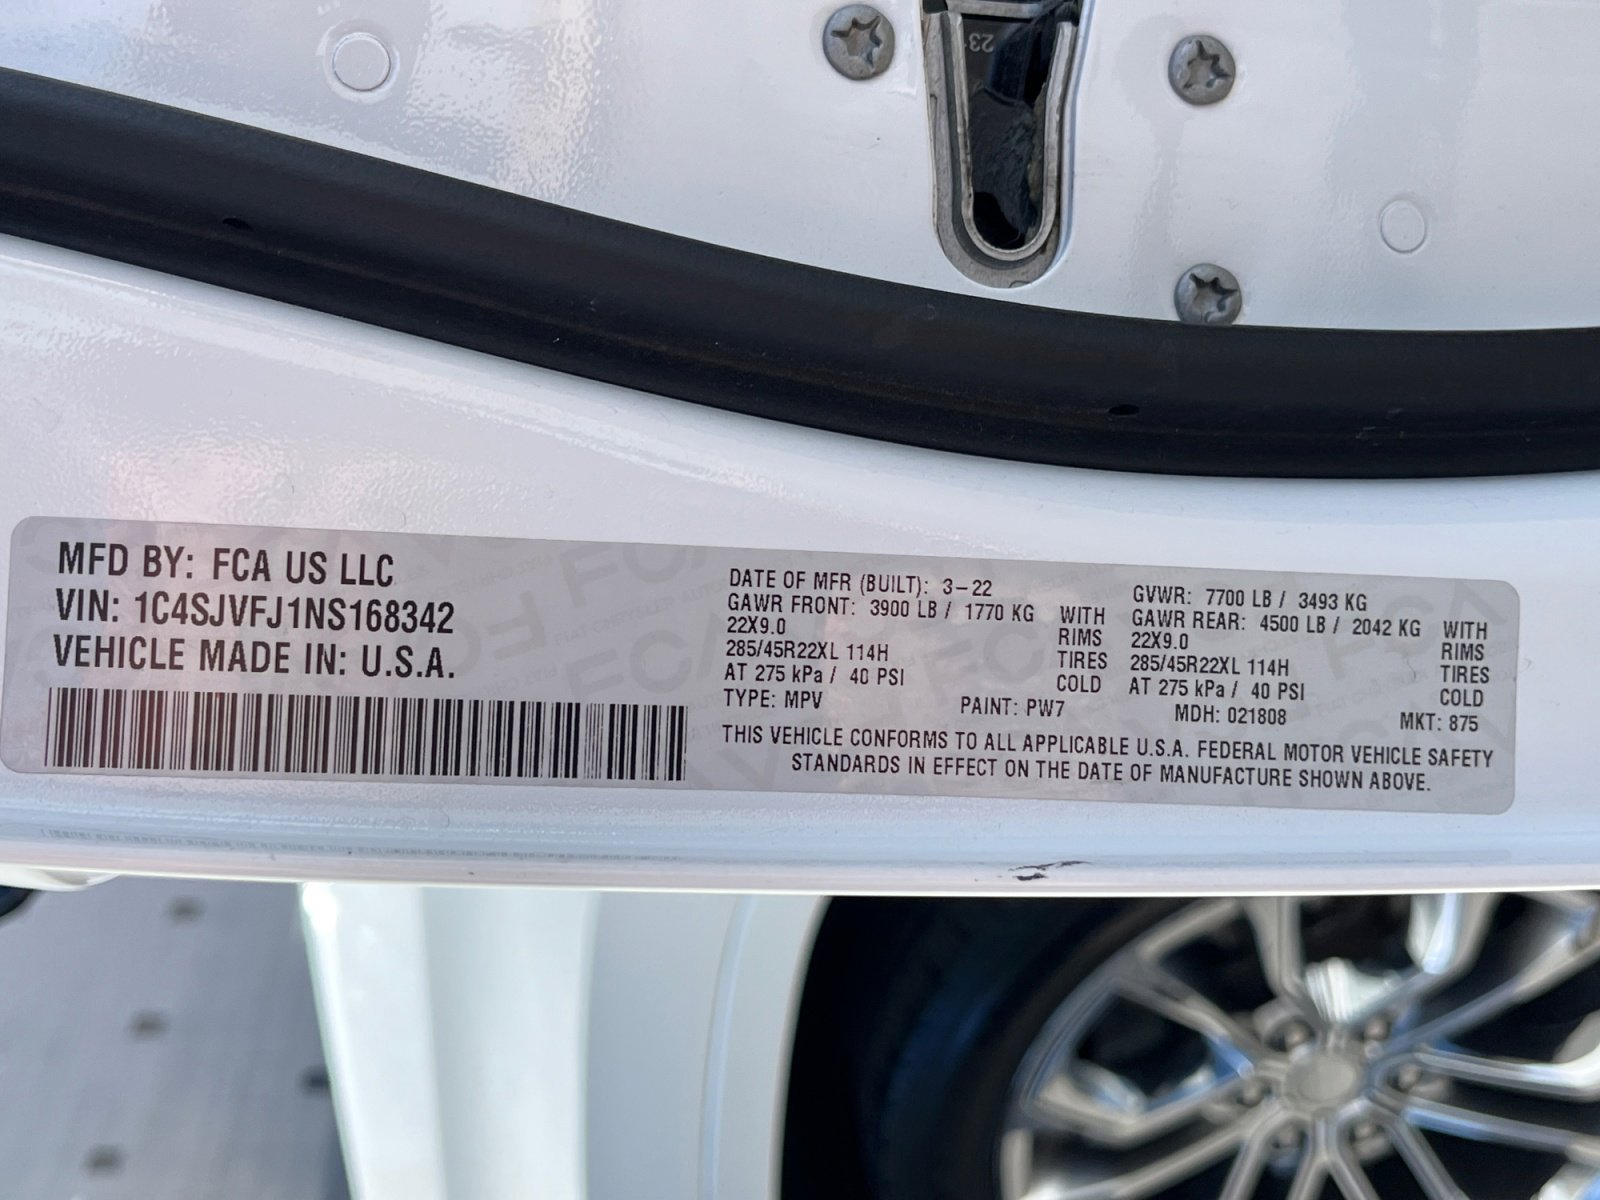 23
MFD BY: FCA US LLC
VIN: 1C4SJVFJ1NS168342
VEHICLE MADE IN: U.S.A.
DATE OF MFR (BUILT): 3-22
GVWR: 7700 LB / 3493 KG
GAWR FRONT: 3900 LB / 1770 KG WITH
22X9.0 RIMS
285/45R22XL 114H TIRES
AT 275 kPa / 40 PSI COLD
GAWR REAR: 4500 LB / 2042 KG WITH
22X9.0 RIMS
285/45R22XL 114H TIRES
AT 275 kPa / 40 PSI COLD
TYPE: MPV PAINT: PW7 MDH: 021808 MKT: 875
THIS VEHICLE CONFORMS TO ALL APPLICABLE U.S.A. FEDERAL MOTOR VEHICLE SAFETY
STANDARDS IN EFFECT ON THE DATE OF MANUFACTURE SHOWN ABOVE.